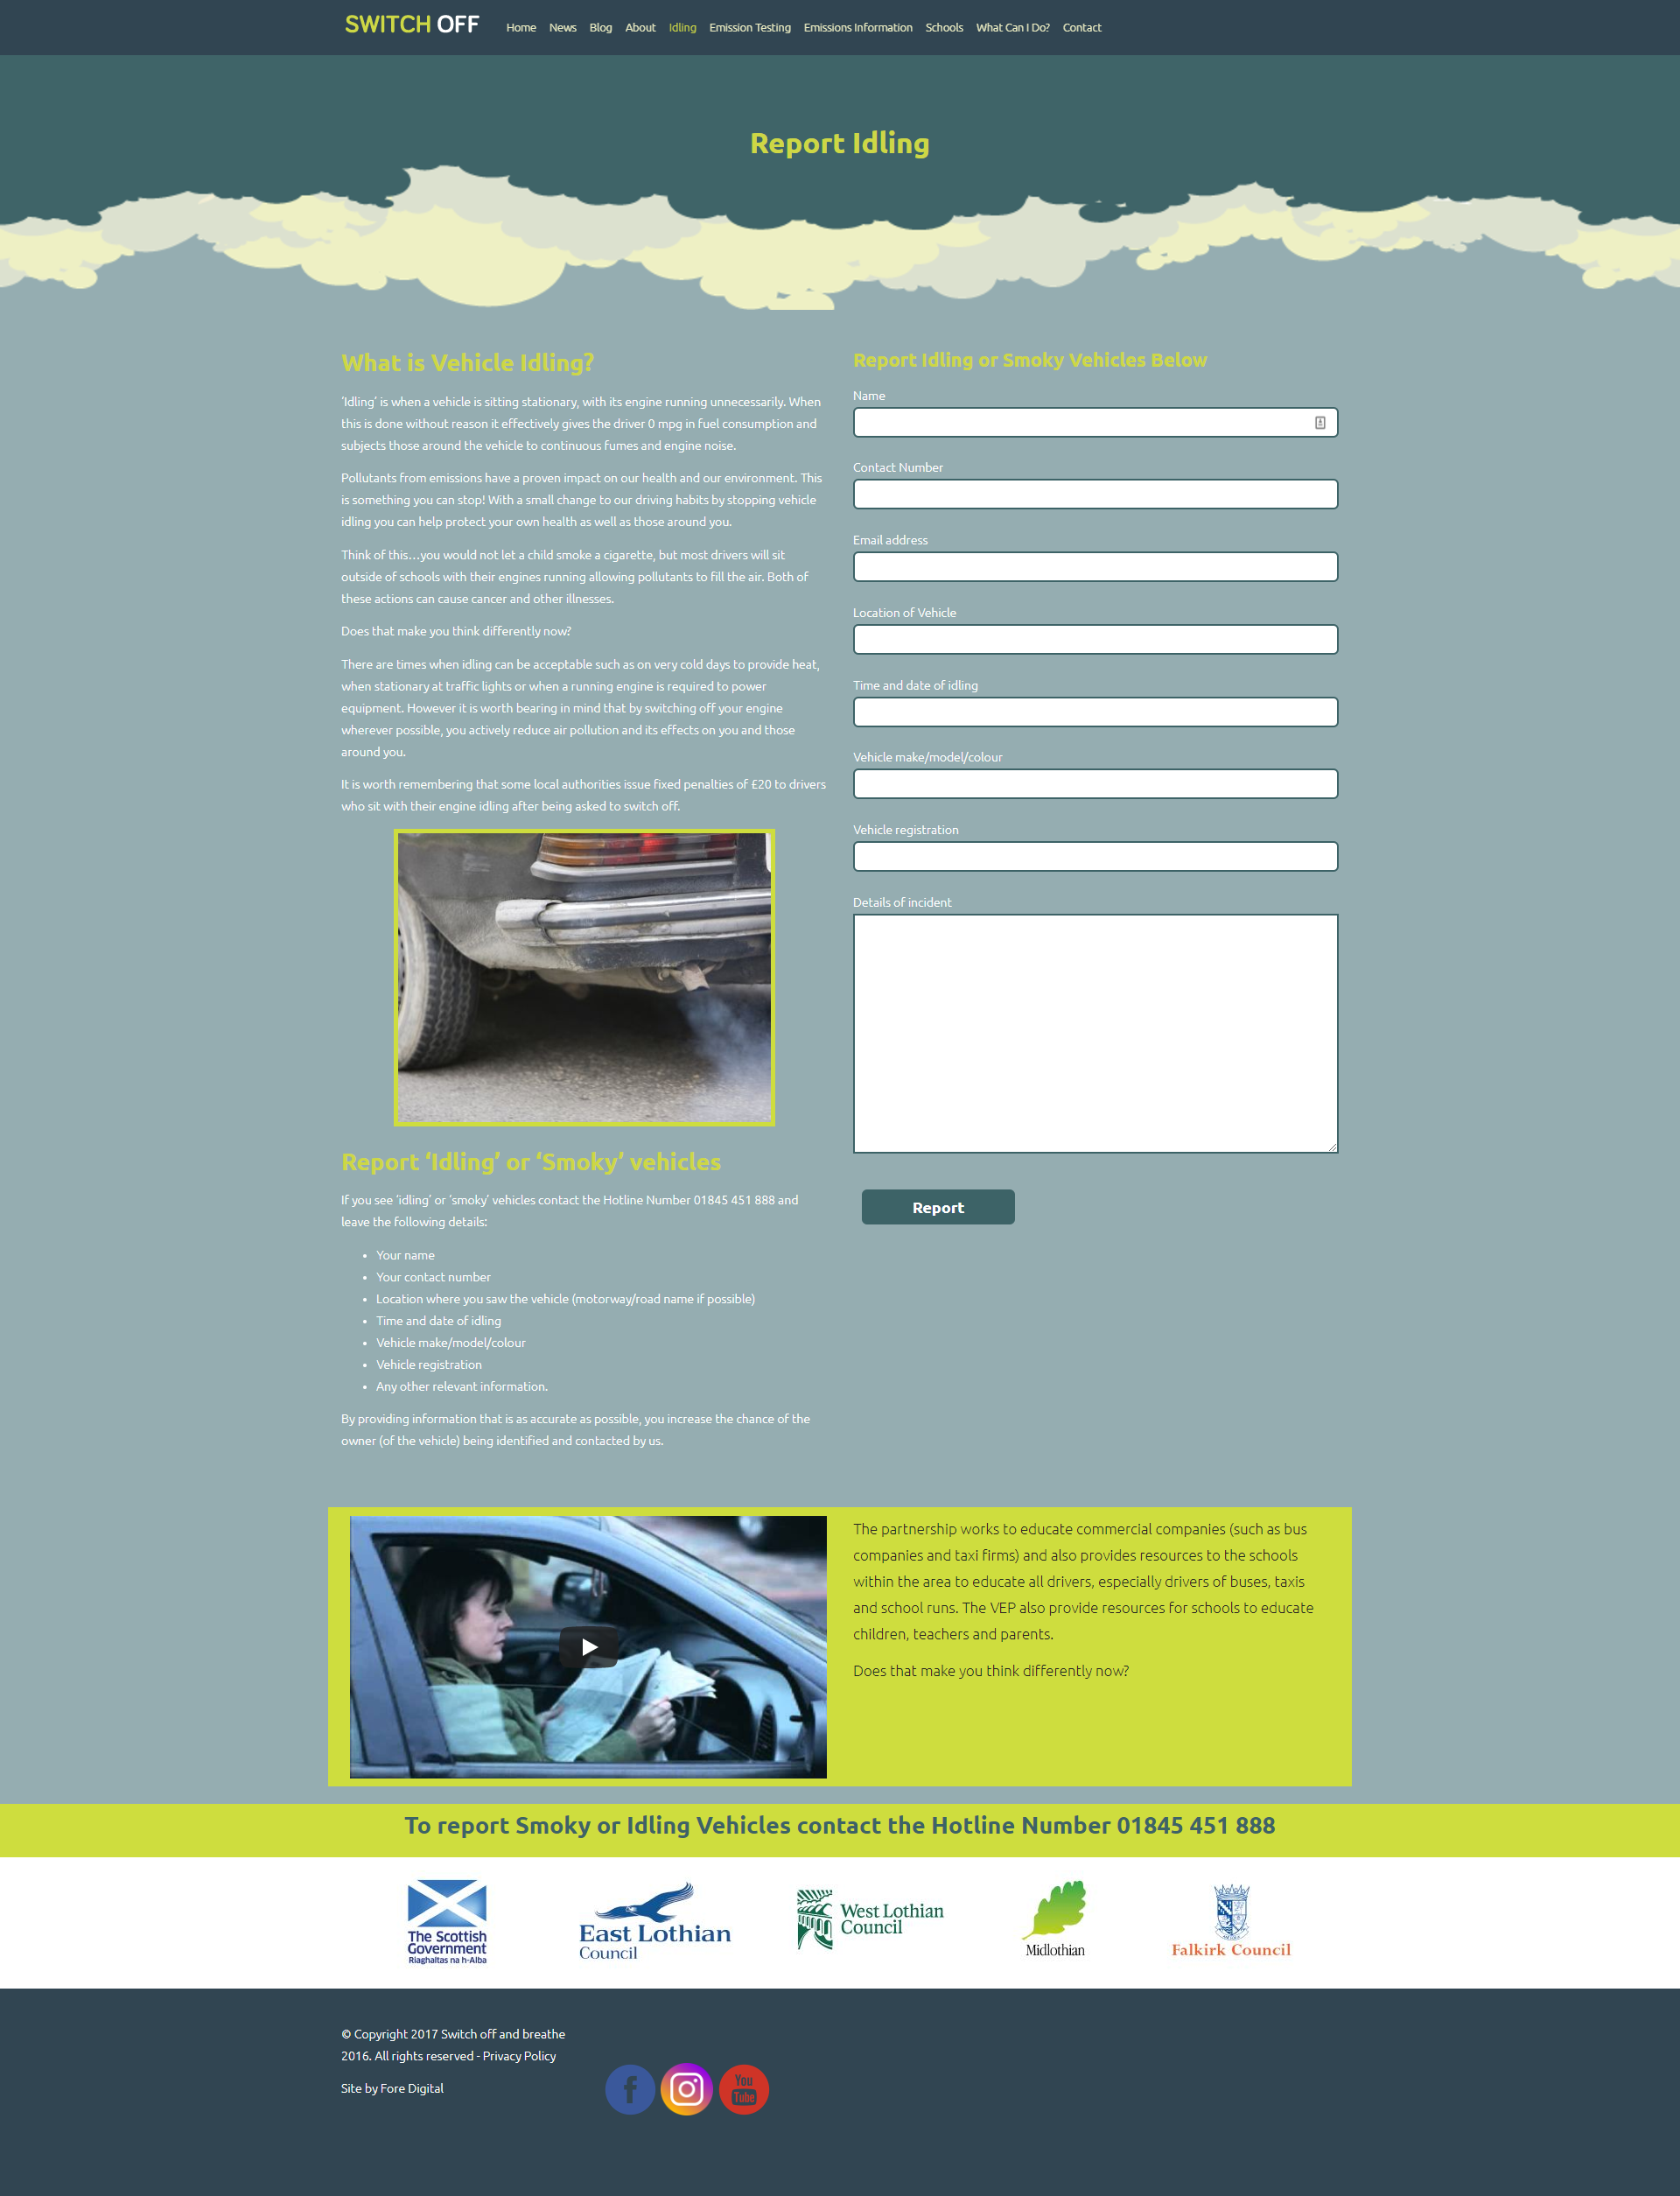 SWITCH OFF
Home News Blog About Idling Emission Testing Emissions Information Schools What Can I Do? Contact
Report Idling
What is Vehicle Idling?
‘Idling’ is when a vehicle is sitting stationary, with its engine running unnecessarily. When
this is done without reason it effectively gives the driver 0 mpg in fuel consumption and
subjects those around the vehicle to continuous fumes and engine noise.
Pollutants from emissions have a proven impact on our health and our environment. This
is something you can stop! With a small change to our driving habits by stopping vehicle
idling you can help protect your own health as well as those around you.
Think of this…you would not let a child smoke a cigarette, but most drivers will sit
outside of schools with their engines running allowing pollutants to fill the air. Both of
these actions can cause cancer and other illnesses.
Does that make you think differently now?
There are times when idling can be acceptable such as on very cold days to provide heat,
when stationary at traffic lights or when a running engine is required to power
equipment. However it is worth bearing in mind that by switching off your engine
wherever possible, you actively reduce air pollution and its effects on you and those
around you.
It is worth remembering that some local authorities issue fixed penalties of £20 to drivers
who sit with their engine idling after being asked to switch off.
Report ‘Idling’ or ‘Smoky’ vehicles
If you see ‘idling’ or ‘smoky’ vehicles contact the Hotline Number 01845 451 888 and
leave the following details:
• Your name
• Your contact number
• Location where you saw the vehicle (motorway/road name if possible)
• Time and date of idling
• Vehicle make/model/colour
• Vehicle registration
• Any other relevant information.
By providing information that is as accurate as possible, you increase the chance of the
owner (of the vehicle) being identified and contacted by us.
Report Idling or Smoky Vehicles Below
Name
Contact Number
Email address
Location of Vehicle
Time and date of idling
Vehicle make/model/colour
Vehicle registration
Details of incident
Report
The partnership works to educate commercial companies (such as bus
companies and taxi firms) and also provides resources to the schools
within the area to educate all drivers, especially drivers of buses, taxis
and school runs. The VEP also provide resources for schools to educate
children, teachers and parents.
Does that make you think differently now?
To report Smoky or Idling Vehicles contact the Hotline Number 01845 451 888
The Scottish
Government
Riaghaltas na h-Alba
East Lothian
Council
West Lothian
Council
Midlothian
Falkirk Council
© Copyright 2017 Switch off and breathe
2016. All rights reserved - Privacy Policy
Site by Fore Digital
You
Tube